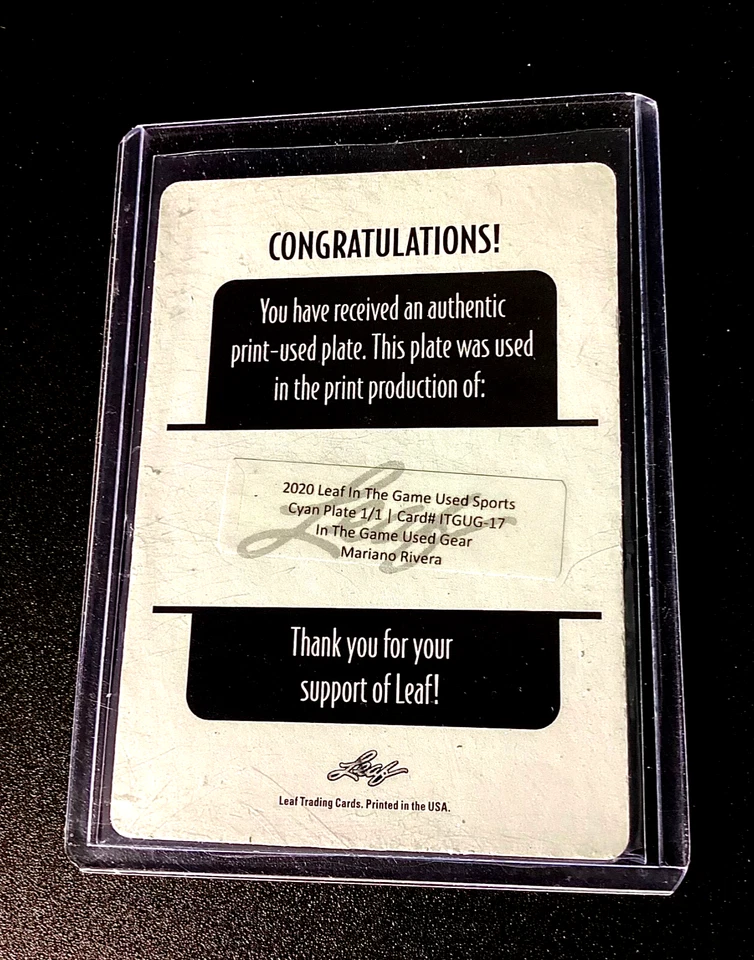 CONGRATULATIONS!
You have received an authentic
print-used plate. This plate was used
in the print production of:
Leaf
2020 Leaf In The Game Used Sports
Cyan Plate 1/1 | Card# ITGUG-17
In The Game Used Gear
Mariano Rivera
Thank you for your
support of Leaf!
Leaf
Leaf Trading Cards. Printed in the USA.